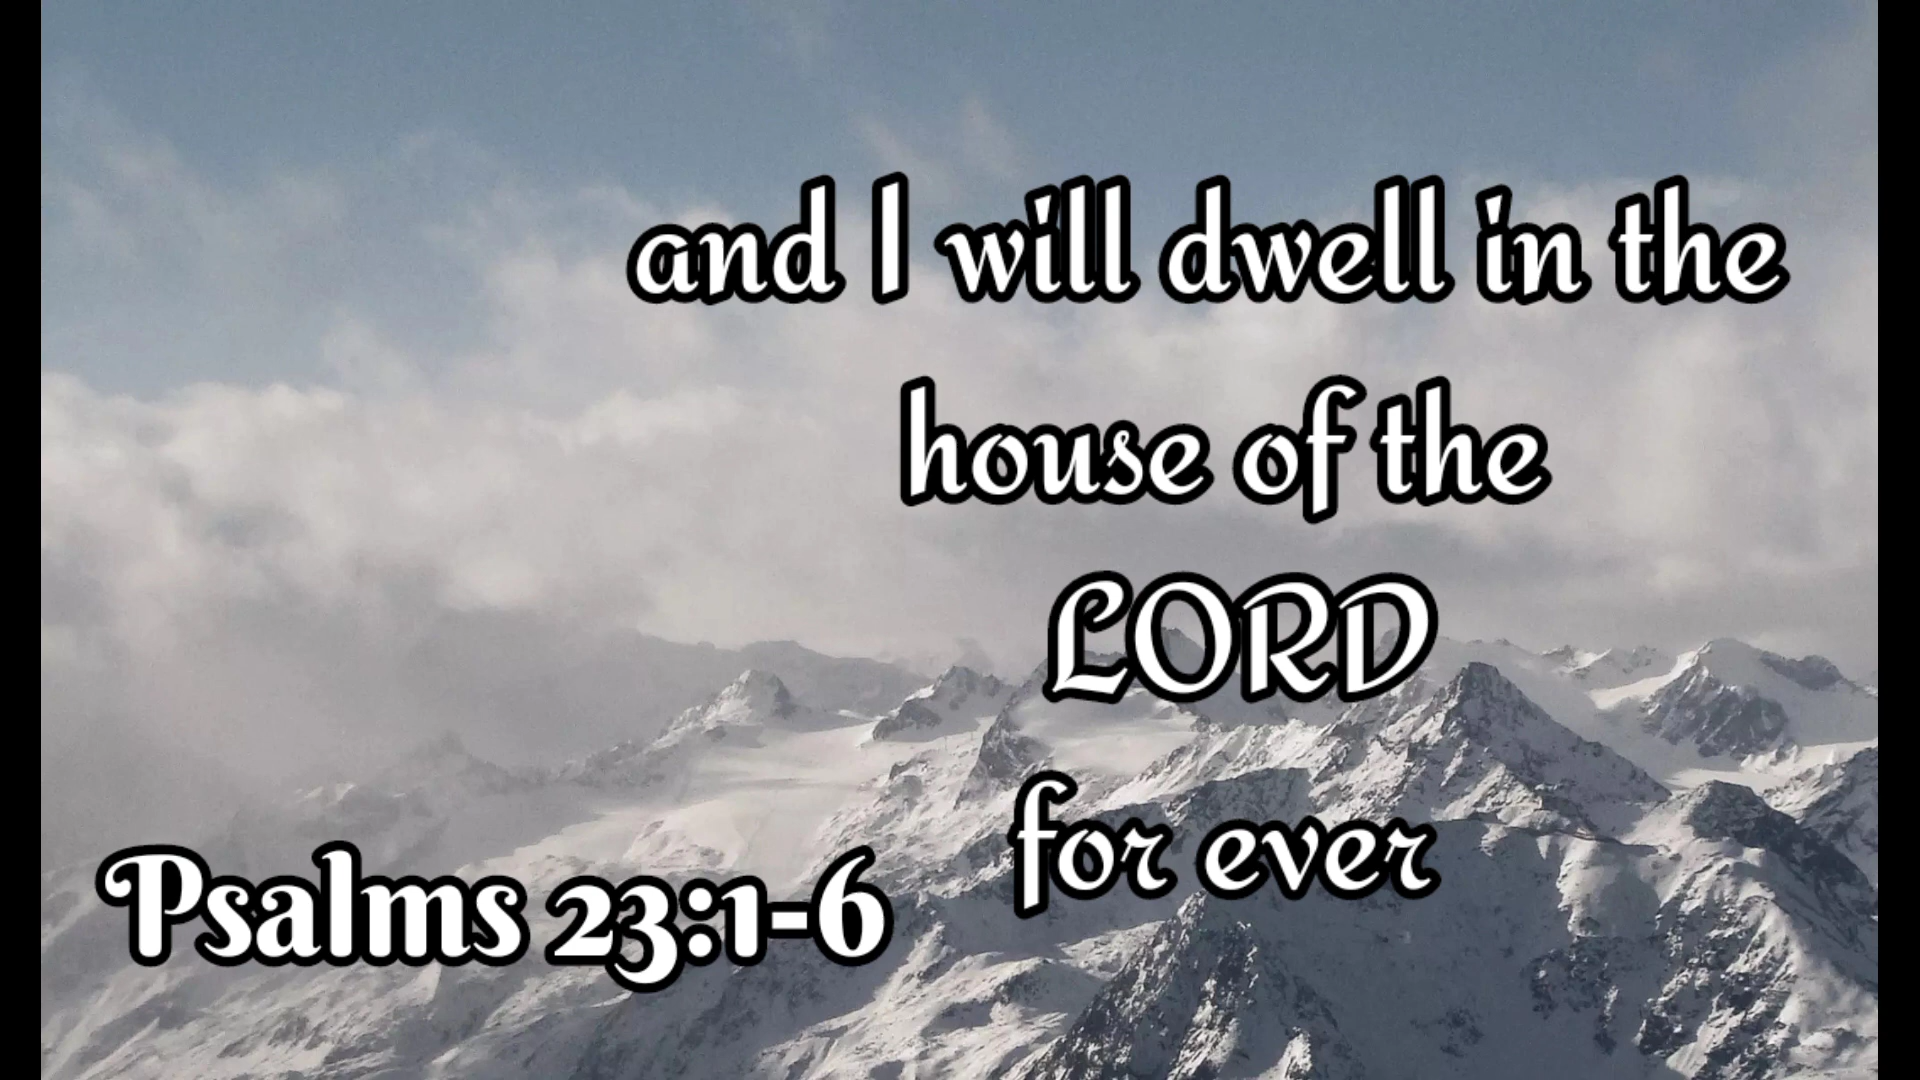 and I will dwell in the
house of the
LORD
for ever
Psalms 23:1-6